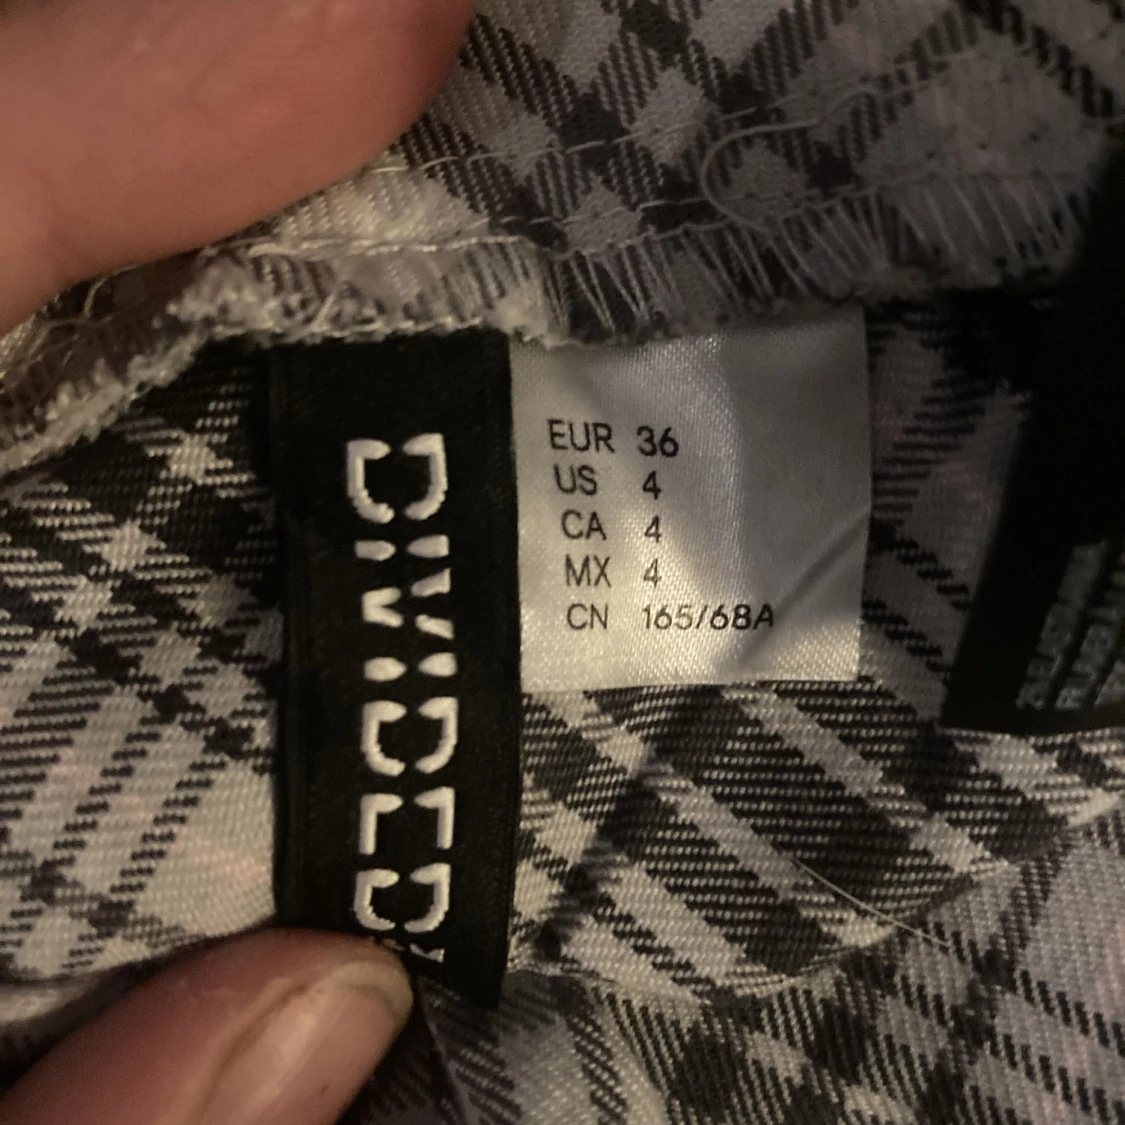 DIVIDED
EUR 36
US 4
CA 4
MX 4
CN 165/68A